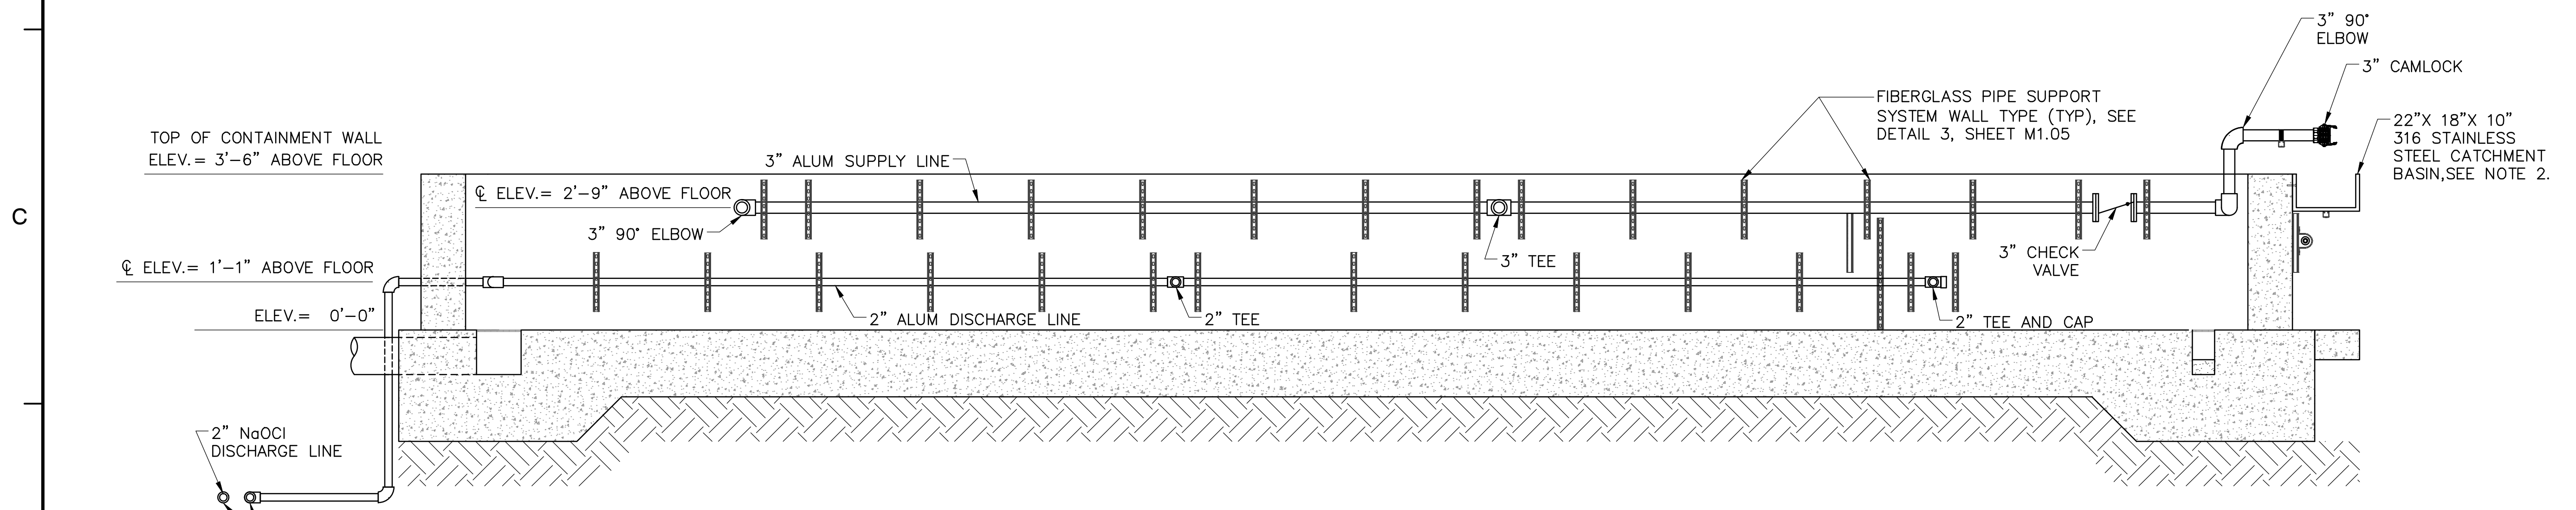 C
TOP OF CONTAINMENT WALL
ELEV.= 3'-6" ABOVE FLOOR
℄ ELEV.= 1'-1" ABOVE FLOOR
ELEV.= 0'-0"
2" NaOCl
DISCHARGE LINE
℄ ELEV.= 2'-9" ABOVE FLOOR
3" 90° ELBOW
3" ALUM SUPPLY LINE
2" ALUM DISCHARGE LINE
2" TEE
3" TEE
FIBERGLASS PIPE SUPPORT
SYSTEM WALL TYPE (TYP), SEE
DETAIL 3, SHEET M1.05
3" CHECK
VALVE
2" TEE AND CAP
3" 90°
ELBOW
3" CAMLOCK
22"X 18"X 10"
316 STAINLESS
STEEL CATCHMENT
BASIN,SEE NOTE 2.